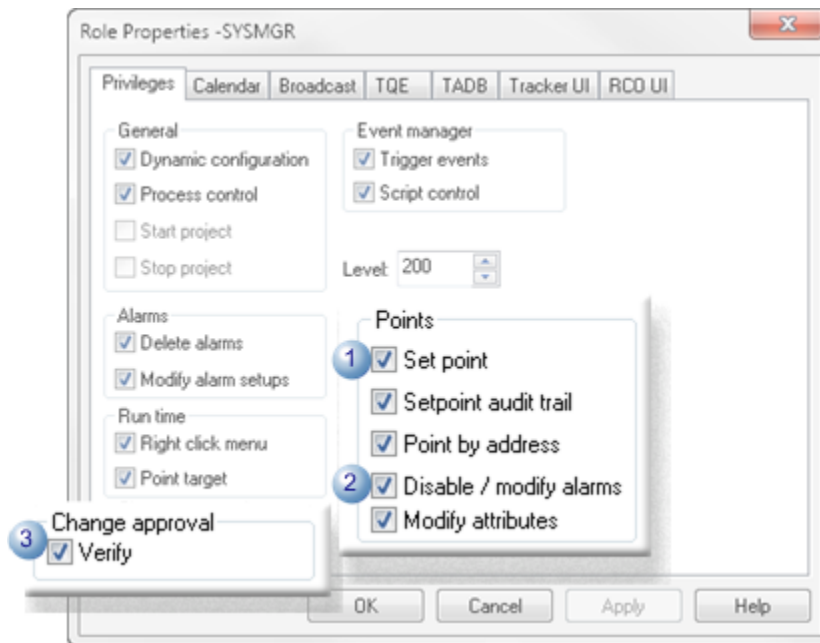 Role Properties -SYSMGR
Privileges Calendar Broadcast TQE TADB Tracker UI RCO UI
General
Dynamic configuration
Process control
Start project
Stop project
Event manager
Trigger events
Script control
Level: 200
Alarms
Delete alarms
Modify alarm setups
Run time
Right click menu
Point target
Points
1 Set point
Setpoint audit trail
Point by address
2 Disable / modify alarms
Modify attributes
Change approval
3 Verify
OK Cancel Apply Help